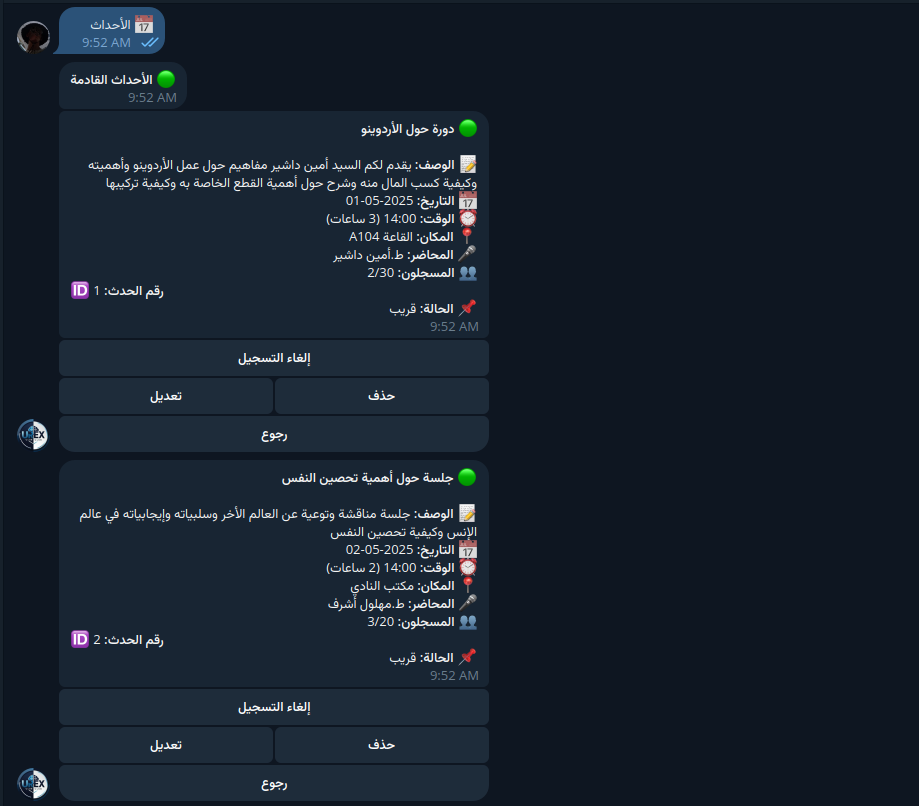 📅 الأحداث
9:52 AM
🟢 الأحداث القادمة
9:52 AM
🟢 دورة حول الأردوينو
📝 الوصف: يقدم لكم السيد أمين داشير مفاهيم حول عمل الأردوينو وأهميته
وكيفية كسب المال منه وشرح حول أهمية القطع الخاصة به وكيفية تركيبها
📅 التاريخ: 2025-05-01
⏰ الوقت: 14:00 (3 ساعات)
📍 المكان: القاعة A104
🎤 المحاضر: ط.أمين داشير
👥 المسجلون: 2/30
🆔 رقم الحدث: 1
📌 الحالة: قريب
9:52 AM
إلغاء التسجيل
تعديل
حذف
رجوع
🟢 جلسة حول أهمية تحصين النفس
📝 الوصف: جلسة مناقشة وتوعية عن العالم الأخر وسلبياته وإيجابياته في عالم
الانس وكيفية تحصين النفس
📅 التاريخ: 2025-05-02
⏰ الوقت: 14:00 (2 ساعات)
📍 المكان: مكتب النادي
🎤 المحاضر: ط.مهلول أشرف
👥 المسجلون: 3/20
🆔 رقم الحدث: 2
📌 الحالة: قريب
9:52 AM
إلغاء التسجيل
تعديل
حذف
رجوع